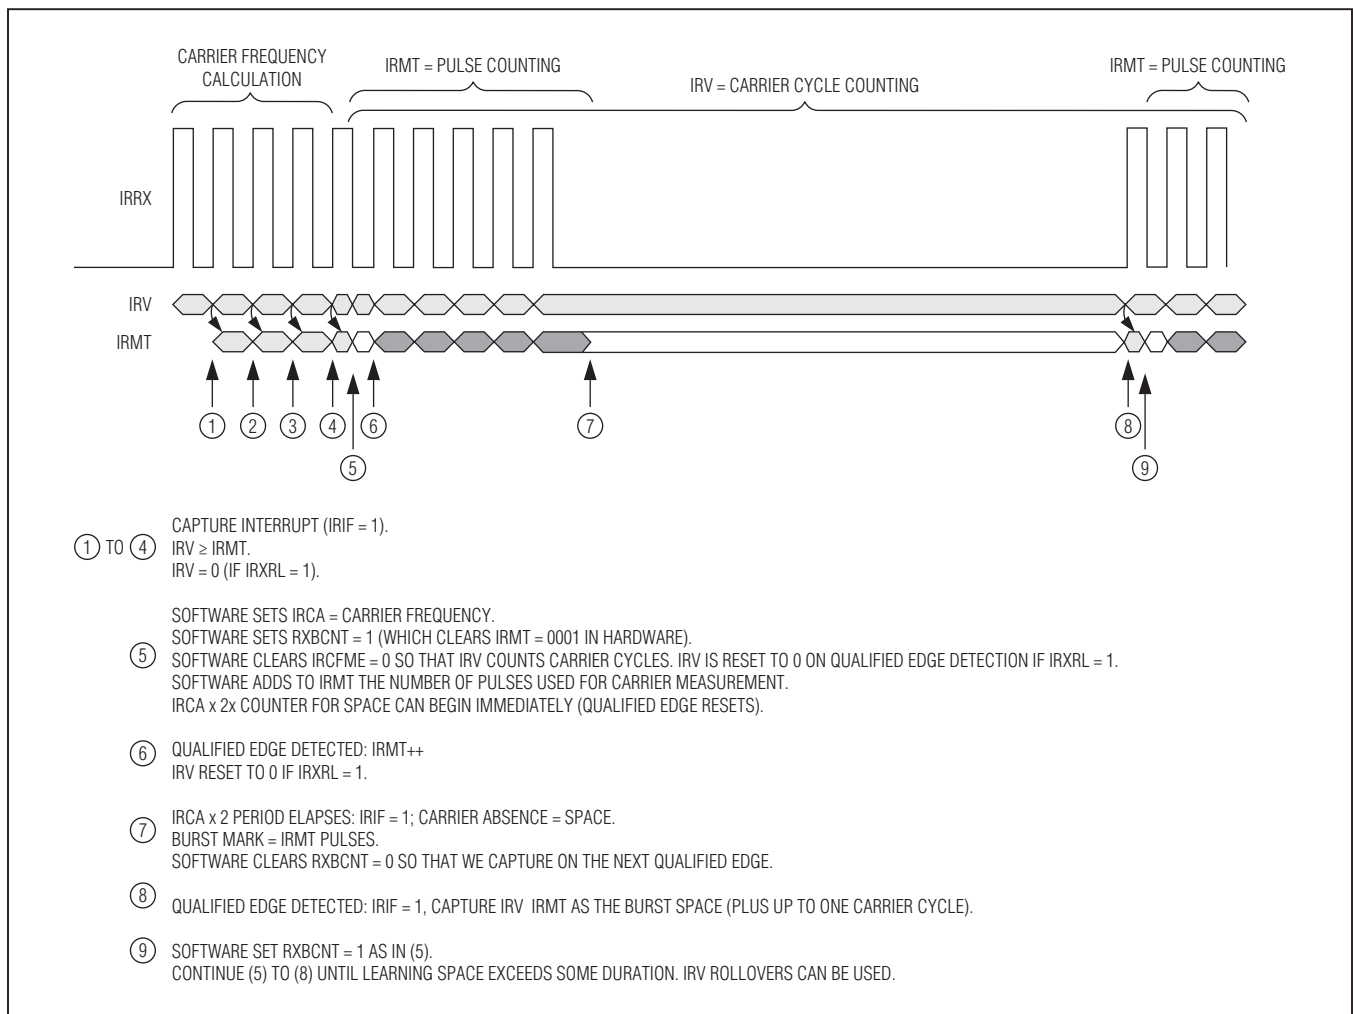 CARRIER FREQUENCY
CALCULATION
IRMT = PULSE COUNTING
IRV = CARRIER CYCLE COUNTING
IRMT = PULSE COUNTING
IRRX
IRV
IRMT
1
2
3
4
6
7
8
5
9
1 TO 4
CAPTURE INTERRUPT (IRIF = 1).
IRV ≥ IRMT.
IRV = 0 (IF IRXRL = 1).
5
SOFTWARE SETS IRCA = CARRIER FREQUENCY.
SOFTWARE SETS RXBCNT = 1 (WHICH CLEARS IRMT = 0001 IN HARDWARE).
SOFTWARE CLEARS IRCFME = 0 SO THAT IRV COUNTS CARRIER CYCLES. IRV IS RESET TO 0 ON QUALIFIED EDGE DETECTION IF IRXRL = 1.
SOFTWARE ADDS TO IRMT THE NUMBER OF PULSES USED FOR CARRIER MEASUREMENT.
IRCA x 2x COUNTER FOR SPACE CAN BEGIN IMMEDIATELY (QUALIFIED EDGE RESETS).
6
QUALIFIED EDGE DETECTED: IRMT++
IRV RESET TO 0 IF IRXRL = 1.
7
IRCA x 2 PERIOD ELAPSES: IRIF = 1; CARRIER ABSENCE = SPACE.
BURST MARK = IRMT PULSES.
SOFTWARE CLEARS RXBCNT = 0 SO THAT WE CAPTURE ON THE NEXT QUALIFIED EDGE.
8
QUALIFIED EDGE DETECTED: IRIF = 1, CAPTURE IRV IRMT AS THE BURST SPACE (PLUS UP TO ONE CARRIER CYCLE).
9
SOFTWARE SET RXBCNT = 1 AS IN (5).
CONTINUE (5) TO (8) UNTIL LEARNING SPACE EXCEEDS SOME DURATION. IRV ROLLOVERS CAN BE USED.